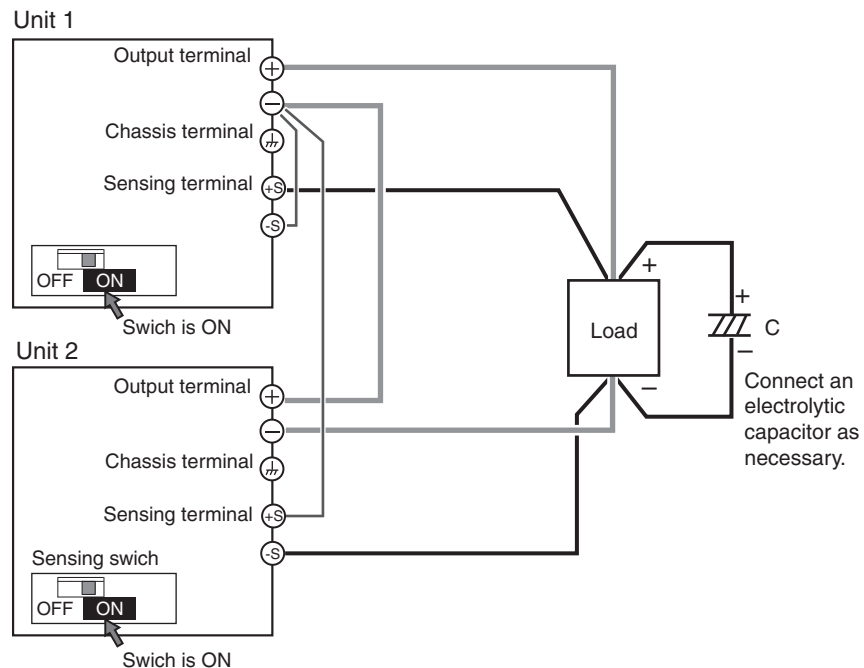 Unit 1
Output terminal
+
−
Chassis terminal
Sensing terminal
+S
-S
OFF ON
Swich is ON
Unit 2
Output terminal
+
−
Chassis terminal
Sensing terminal
+S
-S
Sensing swich
OFF ON
Swich is ON
+
Load
−
+
C
−
Connect an
electrolytic
capacitor as
necessary.